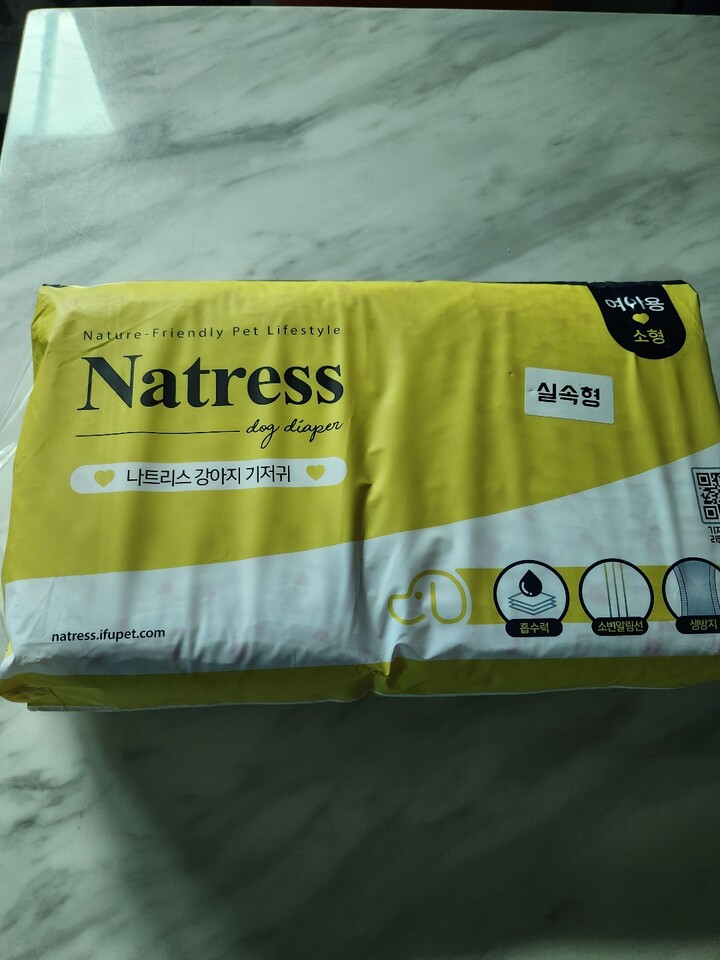 Nature-Friendly Pet Lifestyle
Natress
dog diaper
나트리스 강아지 기저귀
여아용
소형
실속형
natress.ifupet.com
흡수력
소변알림선
샘방지